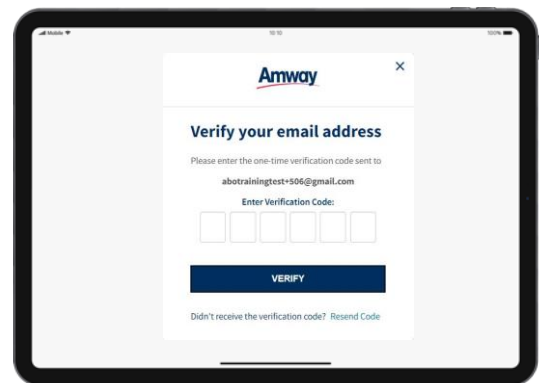 Mobile
10:10
100%
Amway
Verify your email address
Please enter the one-time verification code sent to
abotrainingtest+506@gmail.com
Enter Verification Code:
VERIFY
Didn't receive the verification code? Resend Code